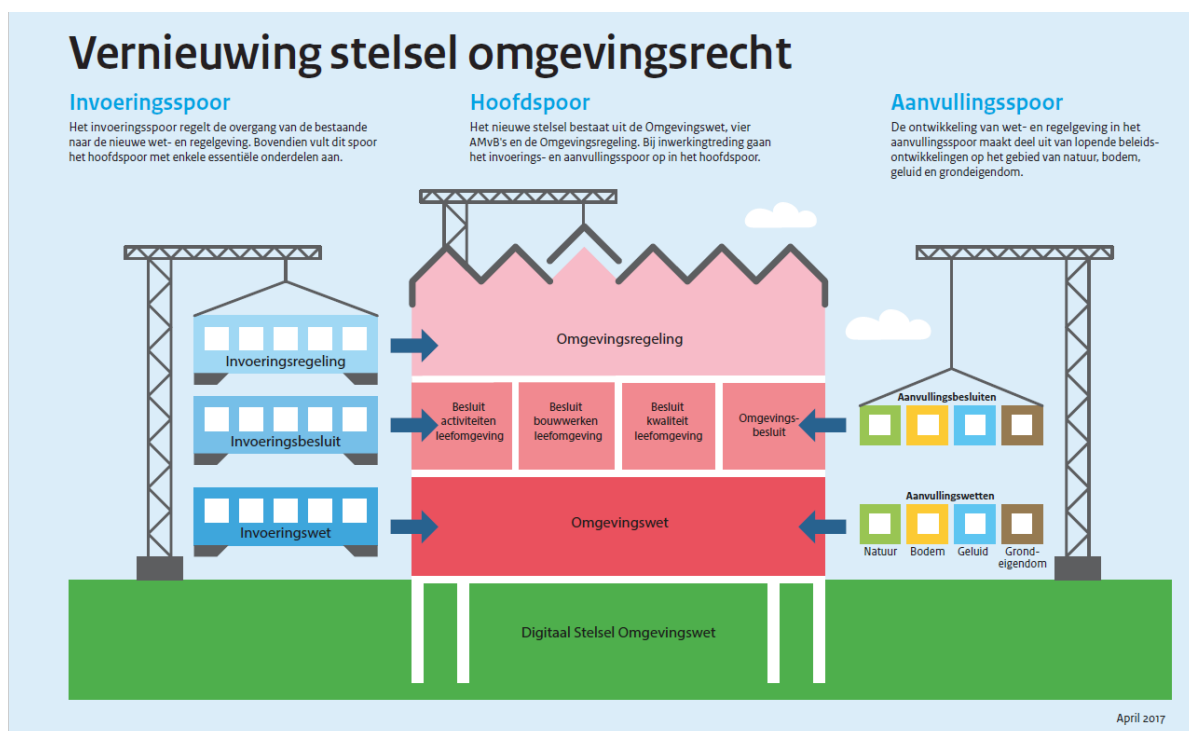 Vernieuwing stelsel omgevingsrecht
Invoeringsspoor
Het invoeringsspoor regelt de overgang van de bestaande
naar de nieuwe wet- en regelgeving. Bovendien vult dit spoor
het hoofdspoor met enkele essentiële onderdelen aan.
Hoofdspoor
Het nieuwe stelsel bestaat uit de Omgevingswet, vier
AMvB's en de Omgevingsregeling. Bij inwerkingtreding gaan
het invoerings- en aanvullingsspoor op in het hoofdspoor.
Aanvullingsspoor
De ontwikkeling van wet- en regelgeving in het
aanvullingsspoor maakt deel uit van lopende beleids-
ontwikkelingen op het gebied van natuur, bodem,
geluid en grondeigendom.
Invoeringsregeling
Invoeringsbesluit
Invoeringswet
Omgevingsregeling
Besluit
activiteiten
leefomgeving
Besluit
bouwwerken
leefomgeving
Besluit
kwaliteit
leefomgeving
Omgevings-
besluit
Omgevingswet
Digitaal Stelsel Omgevingswet
Aanvullingsbesluiten
Aanvullingswetten
Natuur
Bodem
Geluid
Grond-
eigendom
April 2017